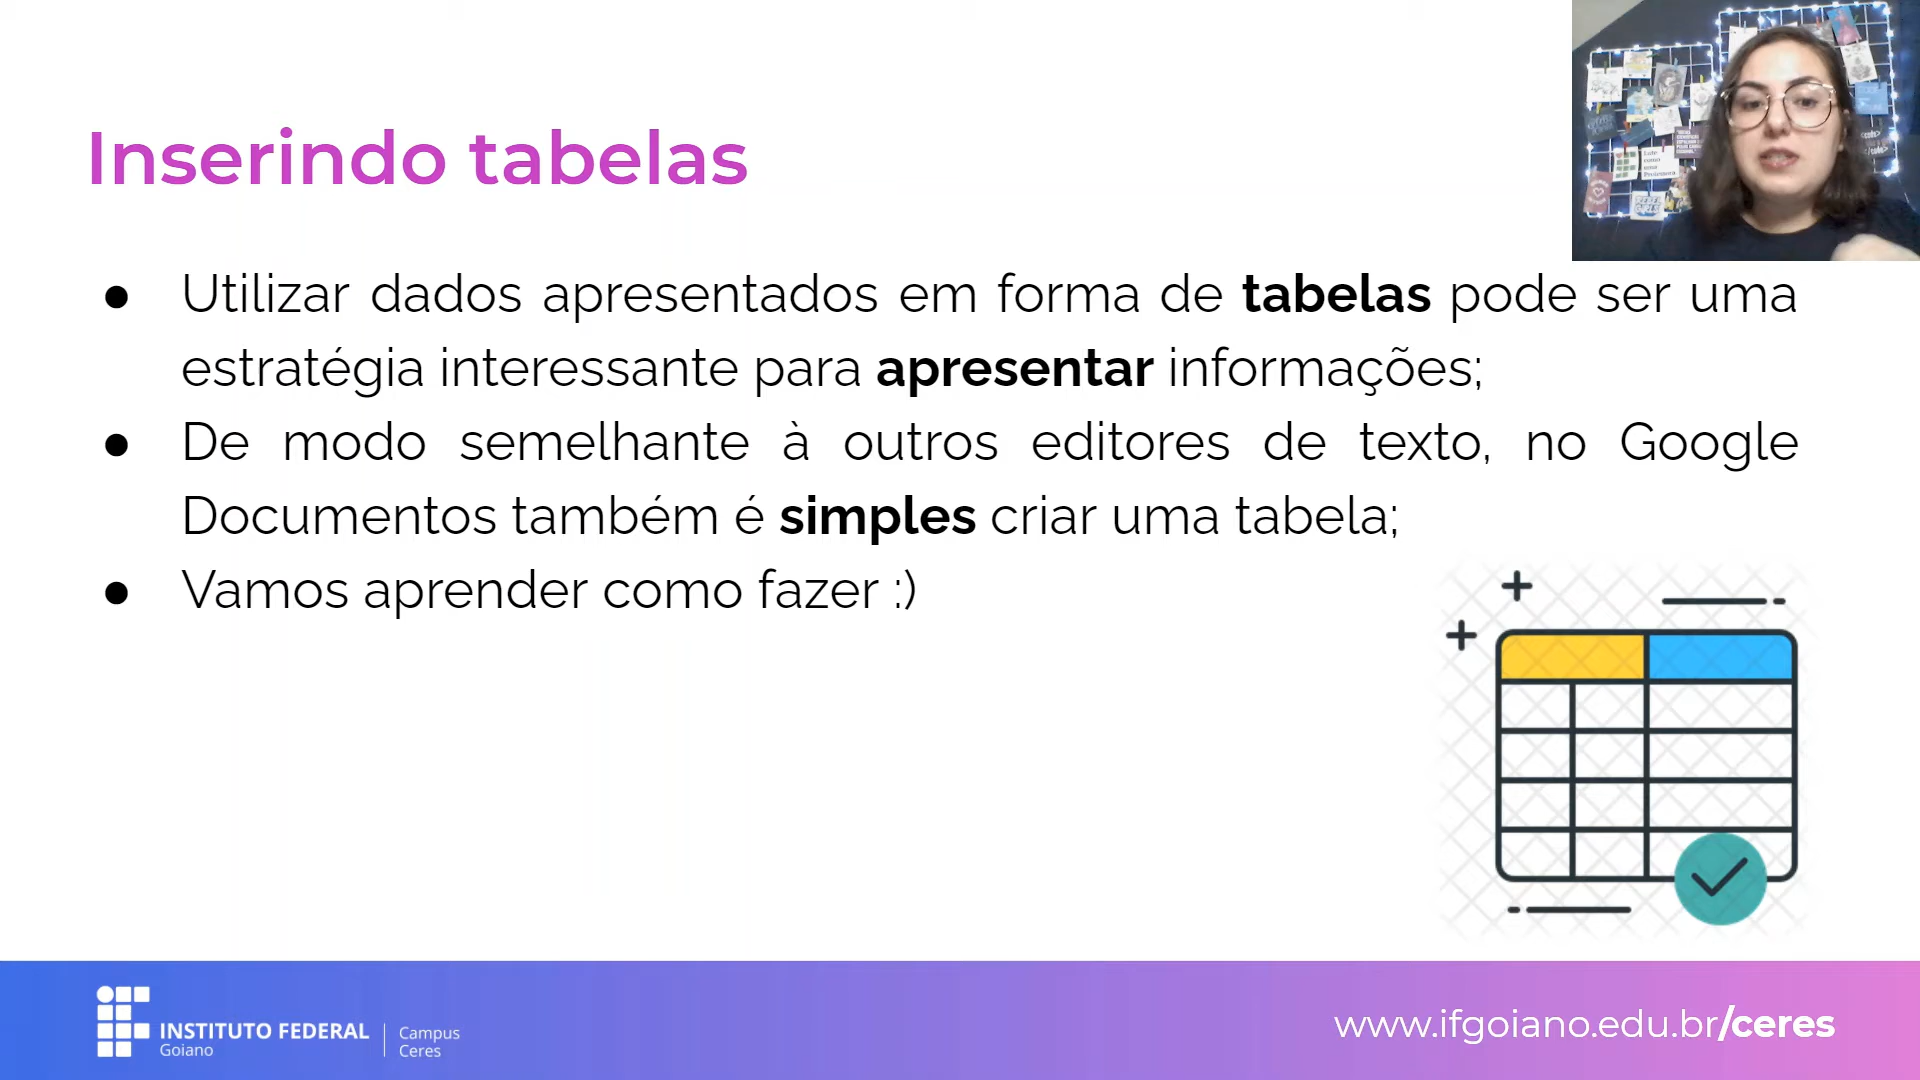 Inserindo tabelas
● Utilizar dados apresentados em forma de tabelas pode ser uma
estratégia interessante para apresentar informações;
● De modo semelhante à outros editores de texto, no Google
Documentos também é simples criar uma tabela;
● Vamos aprender como fazer :)
INSTITUTO FEDERAL
Goiano
Campus
Ceres
www.ifgoiano.edu.br/ceres